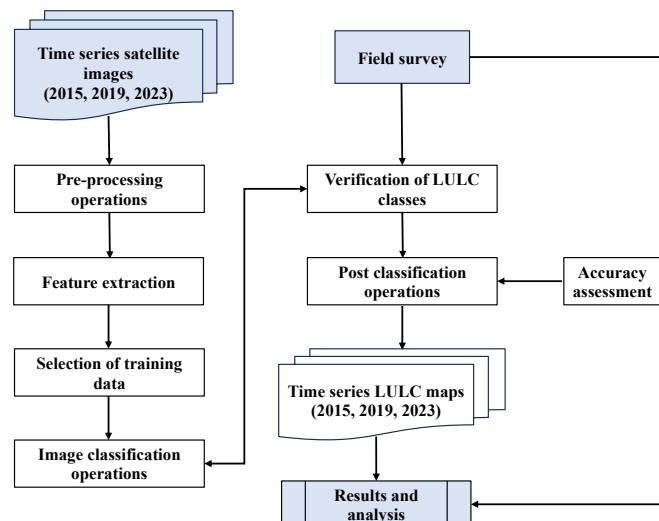 Time series satellite
images
(2015, 2019, 2023)
Pre-processing
operations
Feature extraction
Selection of training
data
Image classification
operations
Field survey
Verification of LULC
classes
Post classification
operations
Accuracy
assessment
Time series LULC maps
(2015, 2019, 2023)
Results and
analysis